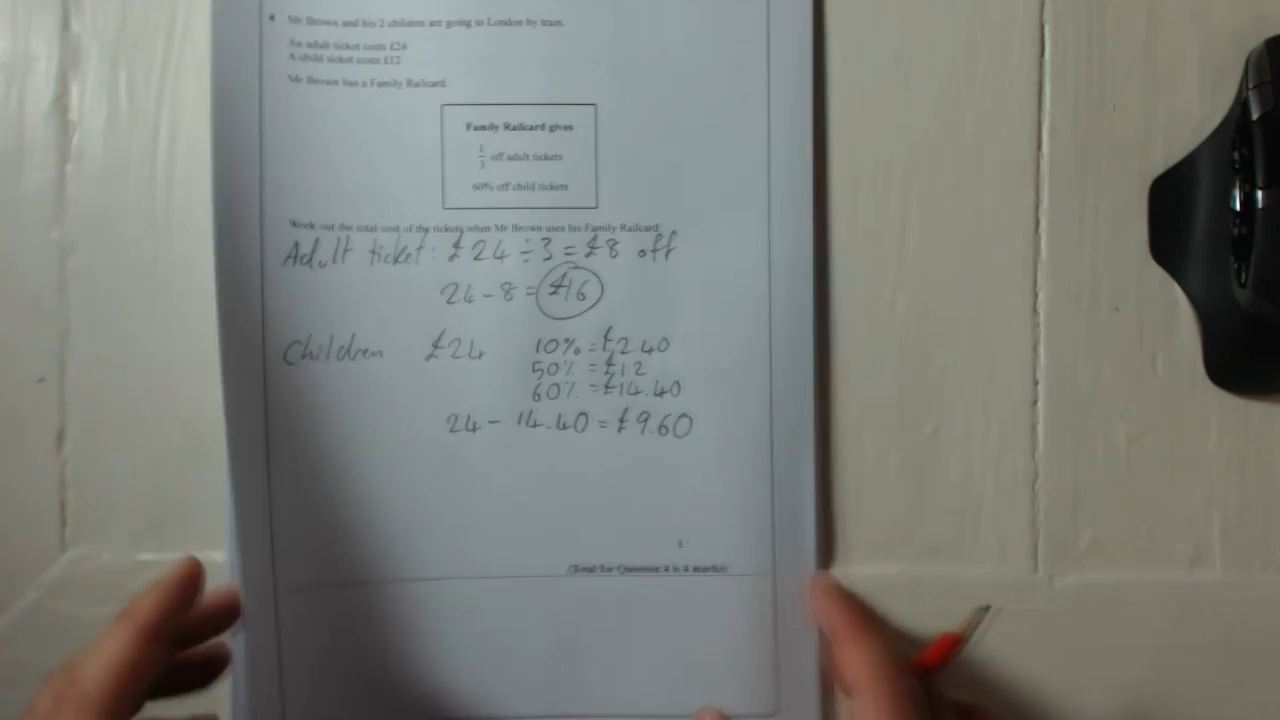 4 Mr Brown and his 2 children are going to London by train.
An adult ticket costs £24
A child ticket costs £12
Mr Brown has a Family Railcard.
Family Railcard gives
1/3 off adult tickets
60% off child tickets
Work out the total cost of the tickets when Mr Brown uses his Family Railcard.
Adult ticket: £24 ÷ 3 = £8 off
24 - 8 = £16
Children £24 10% = £2.40
50% = £12
60% = £14.40
24 - 14.40 = £9.60
£
(Total for Question 4 is 4 marks)